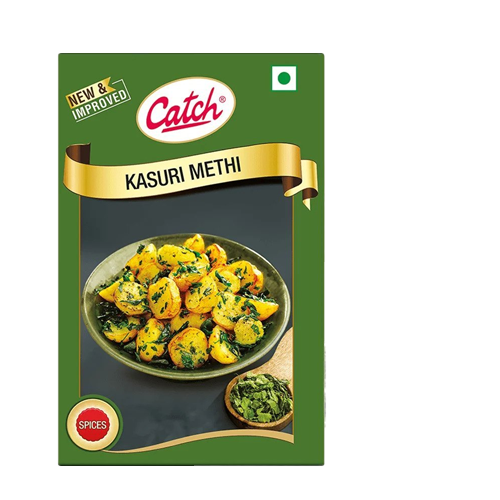 NEW &
IMPROVED
Catch®
KASURI METHI
SPICES